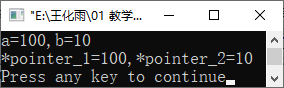 "E:\王化雨\01 教学...
a=100,b=10
*pointer_1=100,*pointer_2=10
Press any key to continue